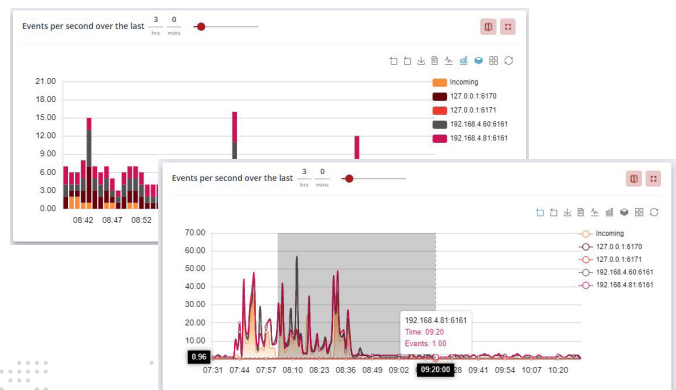 Events per second over the last 3 0
hrs mins
21.00
18.00
15.00
12.00
9.00
6.00
3.00
0.00
08:42 08:47 08:52
Incoming
127.0.0.1:6170
127.0.0.1:6171
192.168.4.60:6161
192.168.4.81:6161
Events per second over the last 3 0
hrs mins
70.00
60.00
50.00
40.00
30.00
20.00
10.00
0.96
07:31 07:44 07:57 08:10 08:23 08:36 08:49 09:02 09:20:00 09:28 09:41 09:54 10:07 10:20
Incoming
127.0.0.1:6170
127.0.0.1:6171
192.168.4.60:6161
192.168.4.81:6161
192.168.4.81:6161
Time: 09:20
Events: 1.00